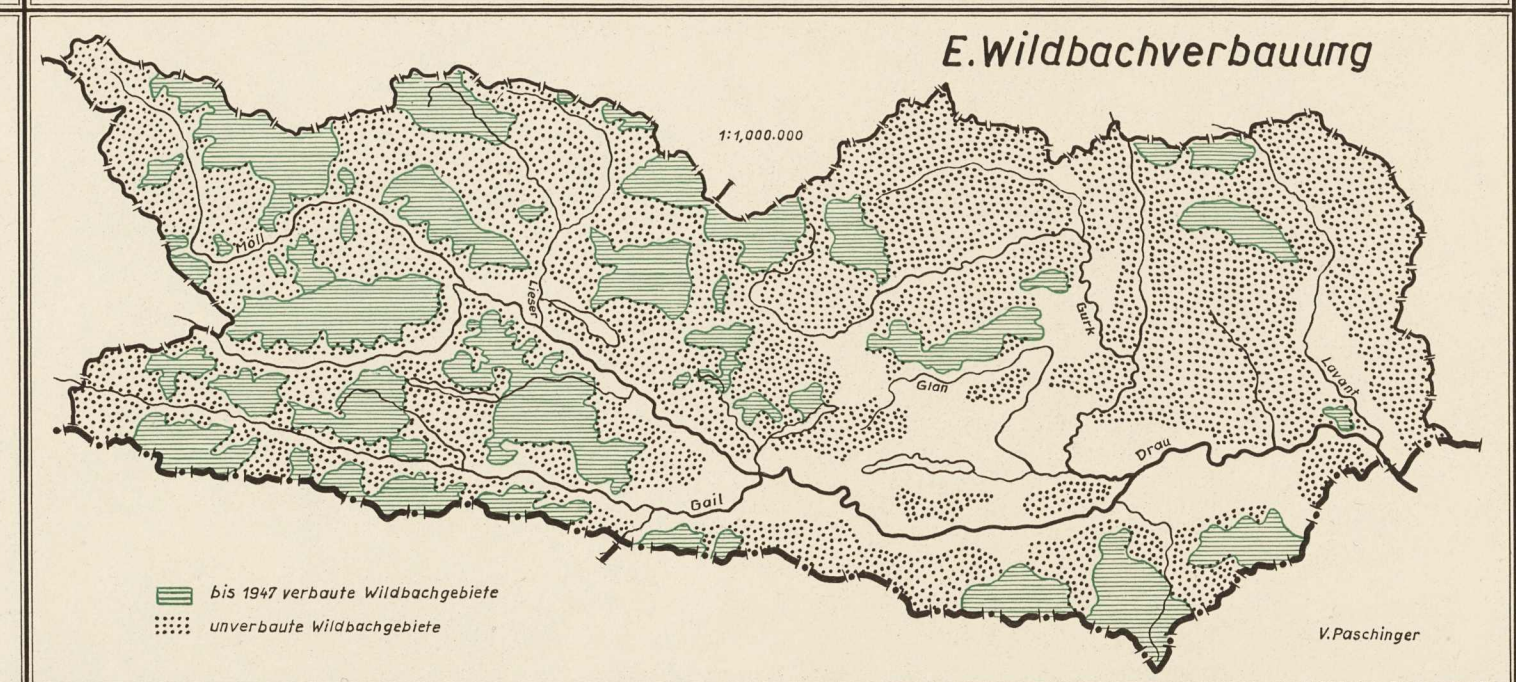 E. Wildbachverbauung
1:1,000.000
Möll
Lieser
Gurk
Glan
Lavant
Drau
Gail
bis 1947 verbaute Wildbachgebiete
unverbaute Wildbachgebiete
V. Paschinger